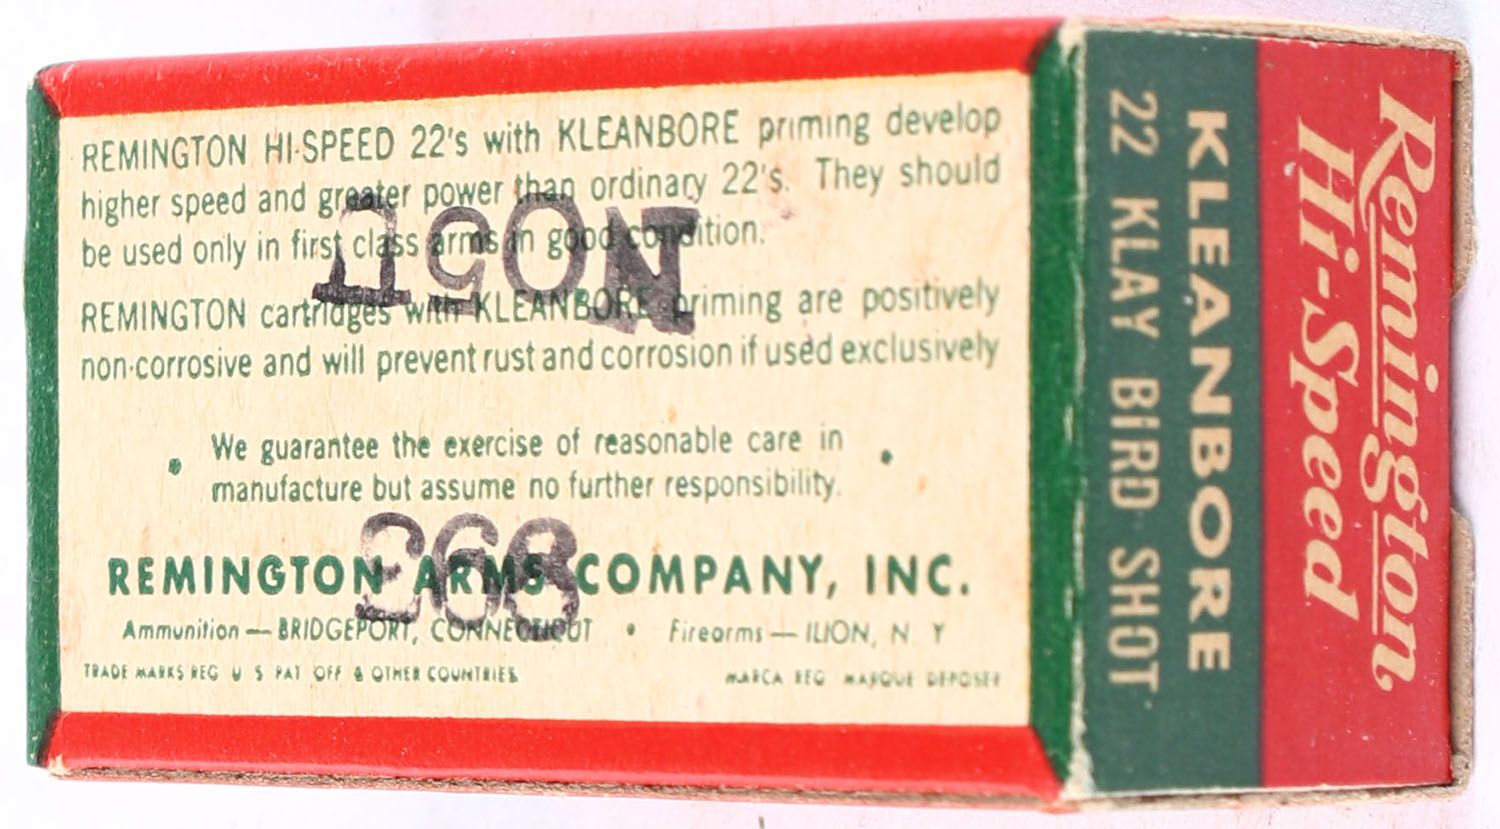 REMINGTON HI-SPEED 22's with KLEANBORE priming develop
higher speed and greater power than ordinary 22's. They should
be used only in first class arms in good condition.
REMINGTON cartridges with KLEANBORE priming are positively
non-corrosive and will prevent rust and corrosion if used exclusively
• We guarantee the exercise of reasonable care in •
manufacture but assume no further responsibility.
REMINGTON ARMS COMPANY, INC.
Ammunition — BRIDGEPORT, CONNECTICUT • Firearms — ILION, N Y
TRADE MARKS REG U S PAT OFF & OTHER COUNTRIES MARCA REG MARQUE DEPOSEE
Remington
Hi-Speed
KLEANBORE
22 KLAY BIRD SHOT